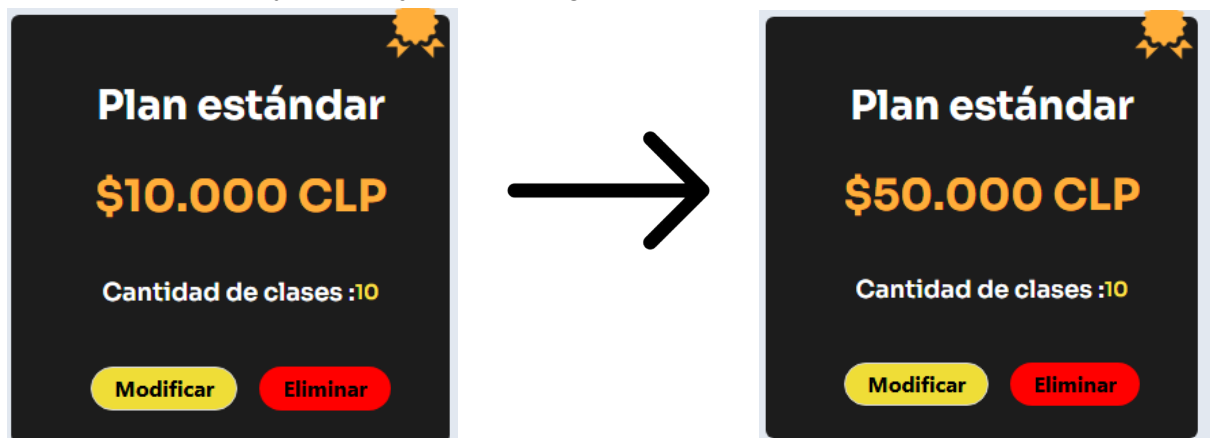 Plan estándar
$10.000 CLP
Cantidad de clases :10
Modificar
Eliminar
Plan estándar
$50.000 CLP
Cantidad de clases :10
Modificar
Eliminar